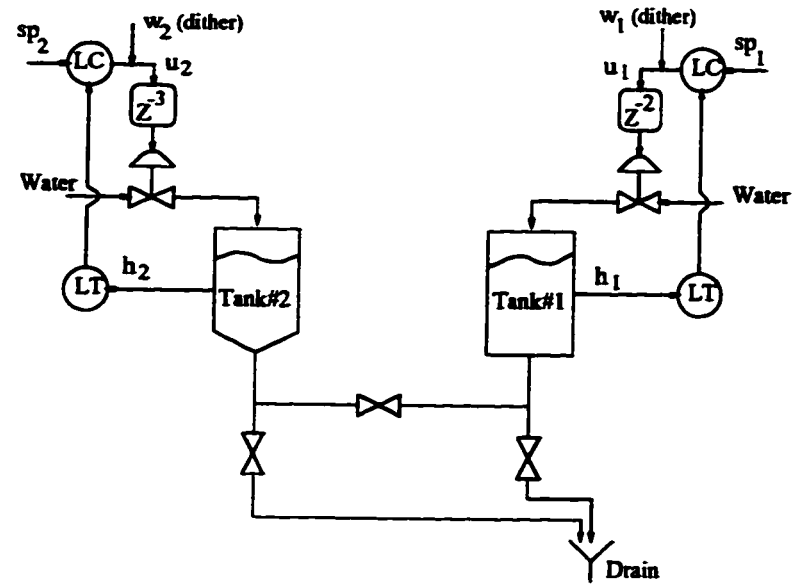 w2 (dither)
w1 (dither)
sp2
LC
u2
u1
LC
sp1
Z-3
Z-2
Water
Water
h2
h1
LT
Tank#2
Tank#1
LT
Drain